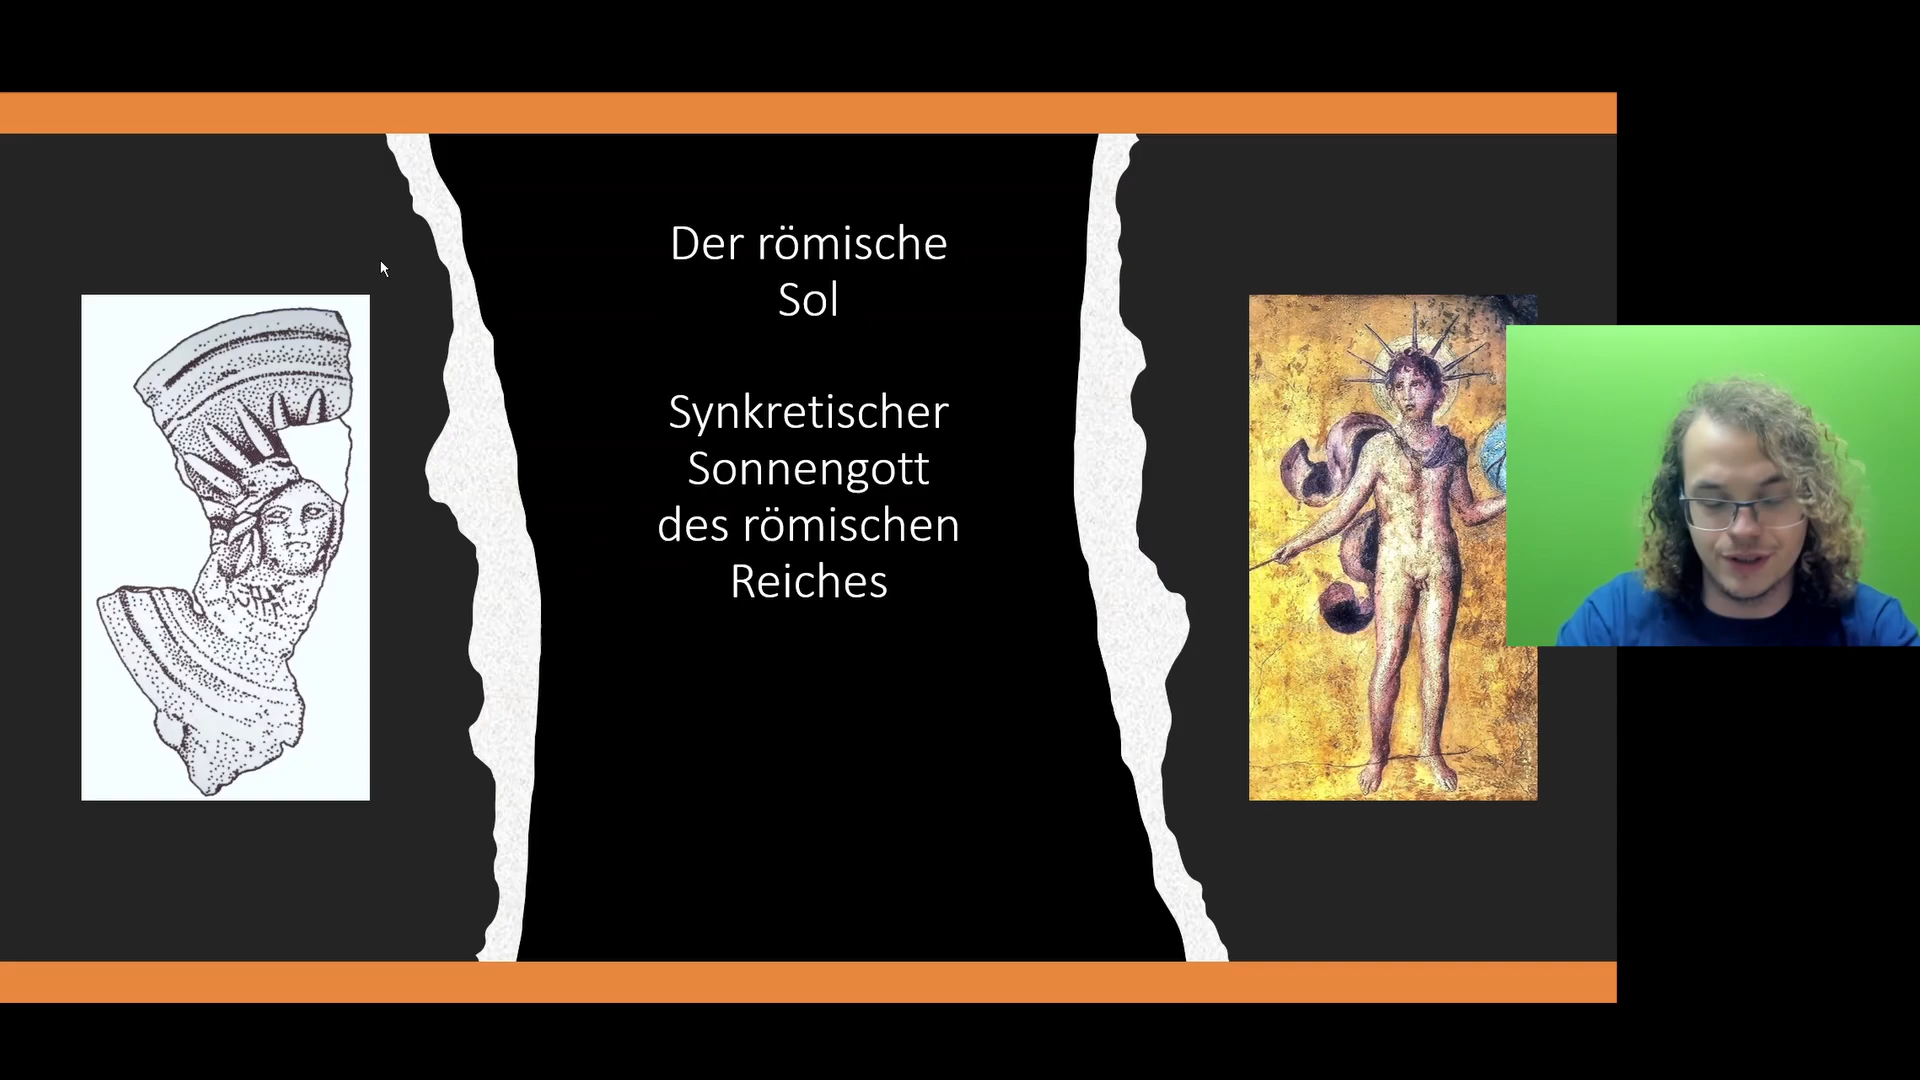 Der römische
Sol
Synkretischer
Sonnengott
des römischen
Reiches